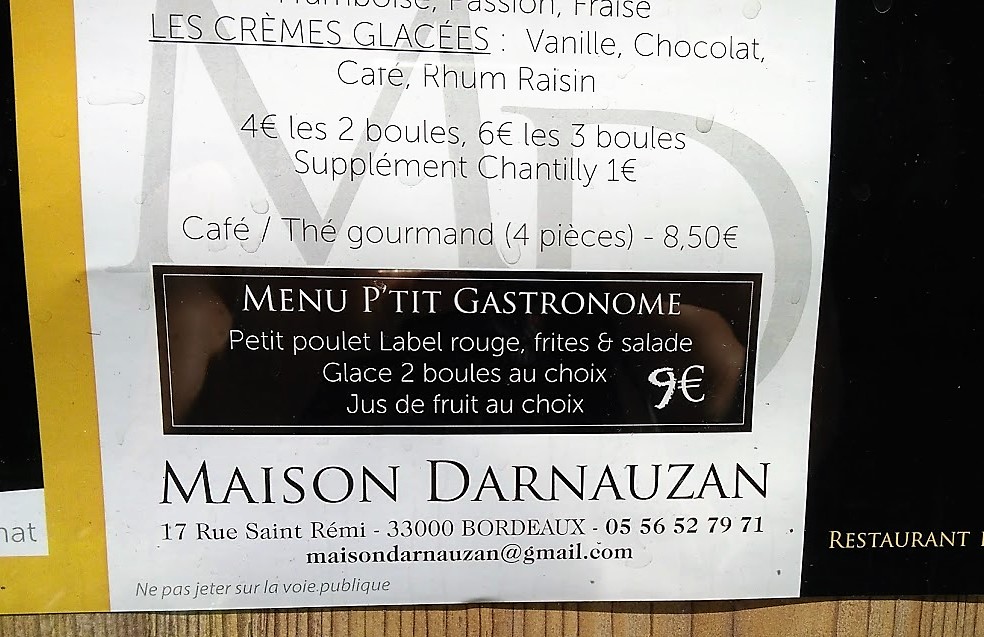 Framboise, Passion, Fraise
LES CRÈMES GLACÉES : Vanille, Chocolat,
Café, Rhum Raisin
4€ les 2 boules, 6€ les 3 boules
Supplément Chantilly 1€
Café / Thé gourmand (4 pièces) - 8,50€
MENU P'TIT GASTRONOME
Petit poulet Label rouge, frites & salade
Glace 2 boules au choix
9€
Jus de fruit au choix
MAISON DARNAUZAN
17 Rue Saint Rémi - 33000 BORDEAUX - 05 56 52 79 71
maisondarnauzan@gmail.com
Ne pas jeter sur la voie publique
RESTAURANT